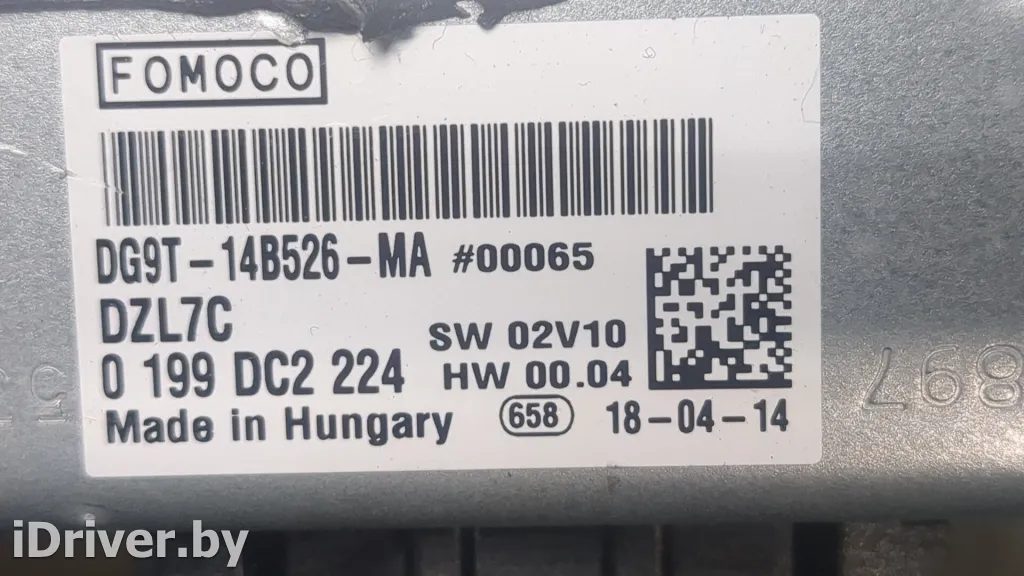 FOMOCO
DG9T-14B526-MA #00065
DZL7C
SW 02V10
0 199 DC2 224
HW 00.04
Made in Hungary
658
18-04-14
897
iDriver.by